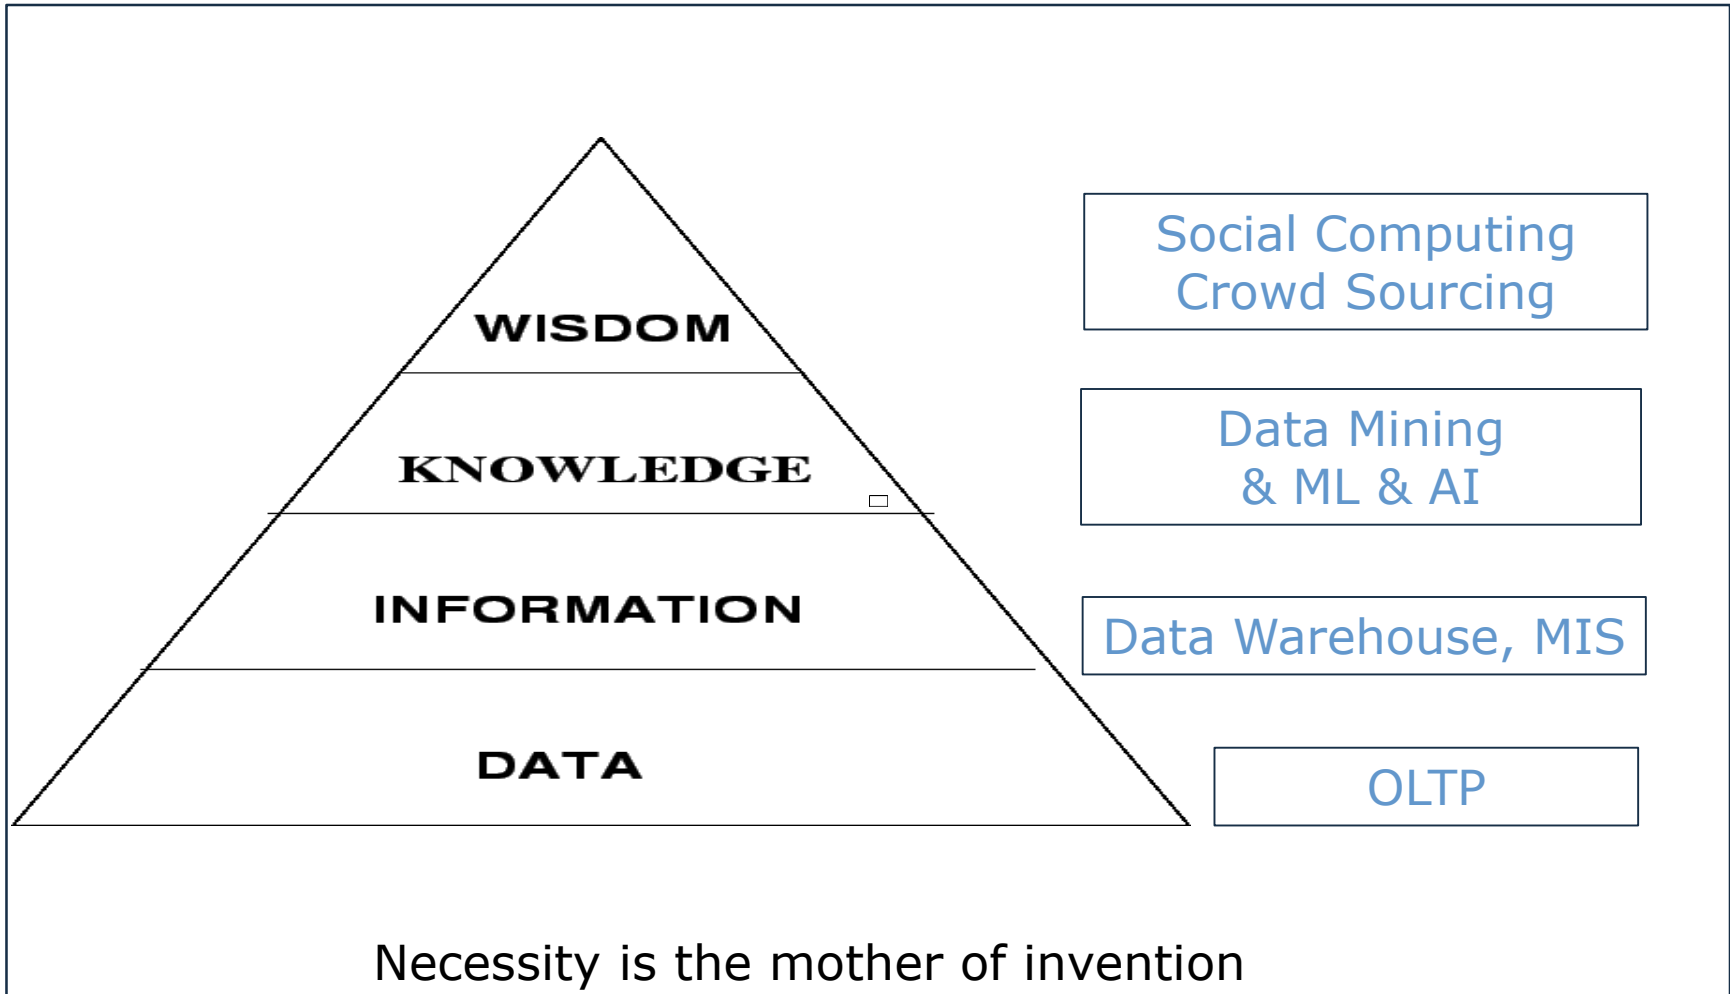 WISDOM
Social Computing
Crowd Sourcing
KNOWLEDGE
Data Mining
& ML & AI
INFORMATION
Data Warehouse, MIS
DATA
OLTP
Necessity is the mother of invention